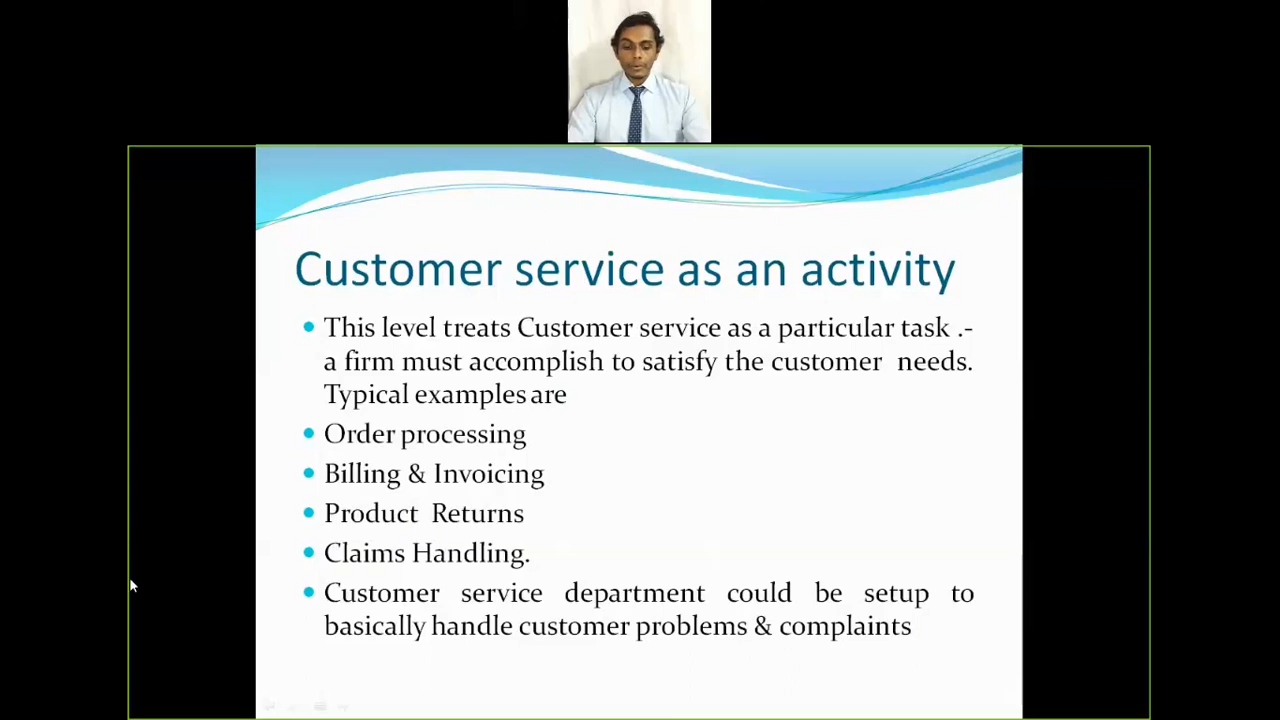 Customer service as an activity
This level treats Customer service as a particular task .-
a firm must accomplish to satisfy the customer needs.
Typical examples are
Order processing
Billing & Invoicing
Product Returns
Claims Handling.
Customer service department could be setup to
basically handle customer problems & complaints